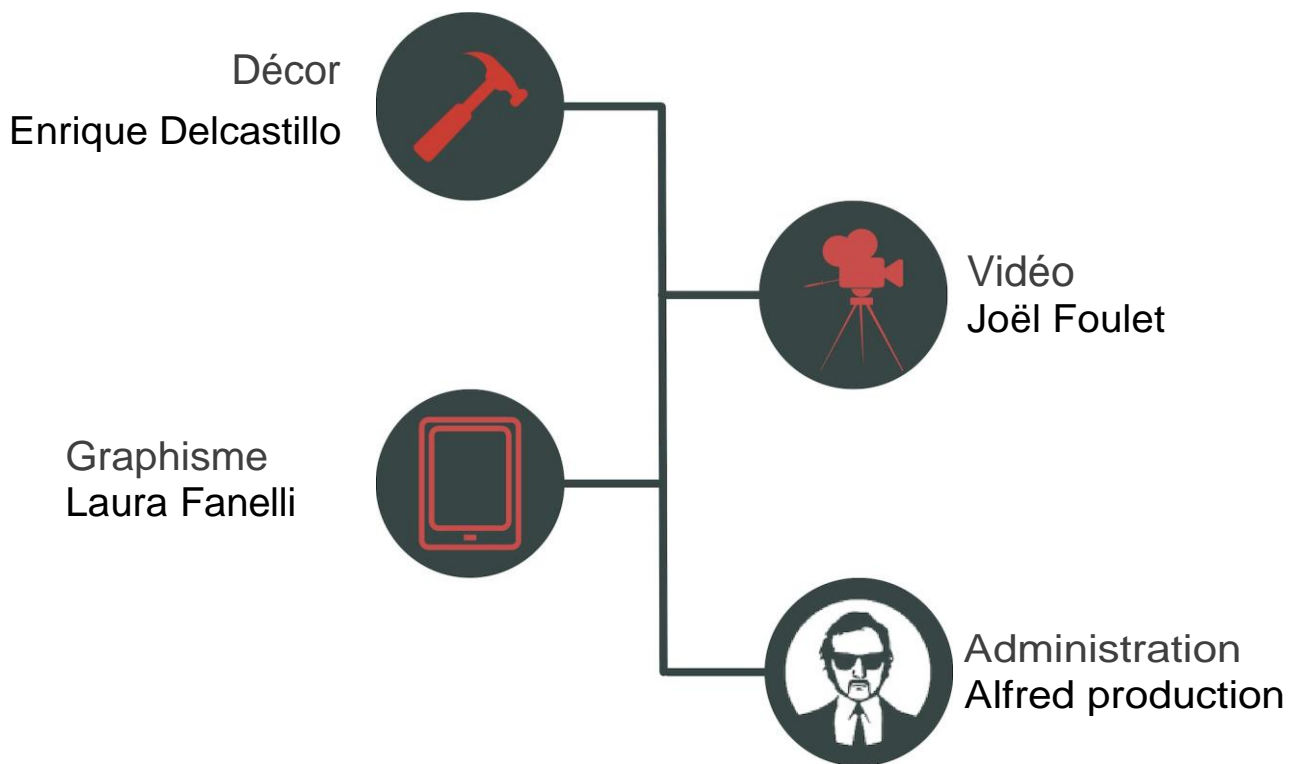 Décor
Enrique Delcastillo
Vidéo
Joël Foulet
Graphisme
Laura Fanelli
Administration
Alfred production